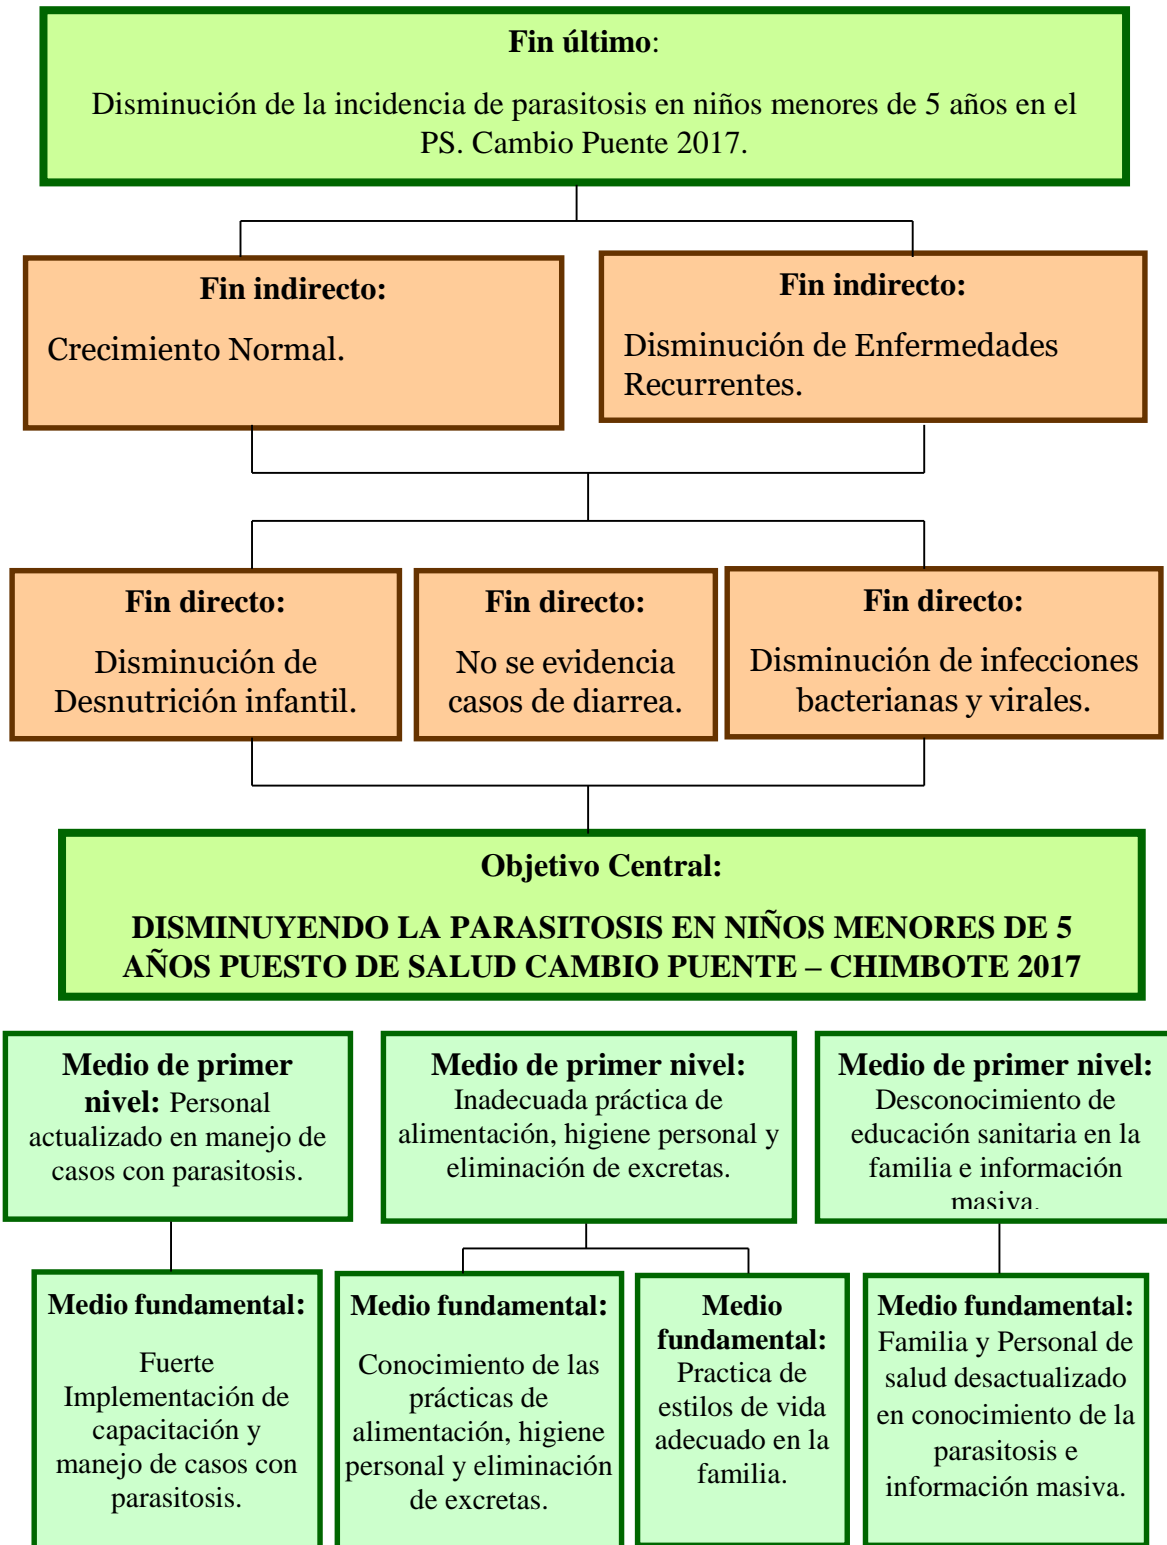 Fin último:
Disminución de la incidencia de parasitosis en niños menores de 5 años en el
PS. Cambio Puente 2017.
Fin indirecto:
Crecimiento Normal.
Fin indirecto:
Disminución de Enfermedades
Recurrentes.
Fin directo:
Disminución de
Desnutrición infantil.
Fin directo:
No se evidencia
casos de diarrea.
Fin directo:
Disminución de infecciones
bacterianas y virales.
Objetivo Central:
DISMINUYENDO LA PARASITOSIS EN NIÑOS MENORES DE 5
AÑOS PUESTO DE SALUD CAMBIO PUENTE – CHIMBOTE 2017
Medio de primer
nivel: Personal
actualizado en manejo de
casos con parasitosis.
Medio de primer nivel:
Inadecuada práctica de
alimentación, higiene personal y
eliminación de excretas.
Medio de primer nivel:
Desconocimiento de
educación sanitaria en la
familia e información
masiva.
Medio fundamental:
Fuerte
Implementación de
capacitación y
manejo de casos con
parasitosis.
Medio fundamental:
Conocimiento de las
prácticas de
alimentación, higiene
personal y eliminación
de excretas.
Medio
fundamental:
Practica de
estilos de vida
adecuado en la
familia.
Medio fundamental:
Familia y Personal de
salud desactualizado
en conocimiento de la
parasitosis e
información masiva.